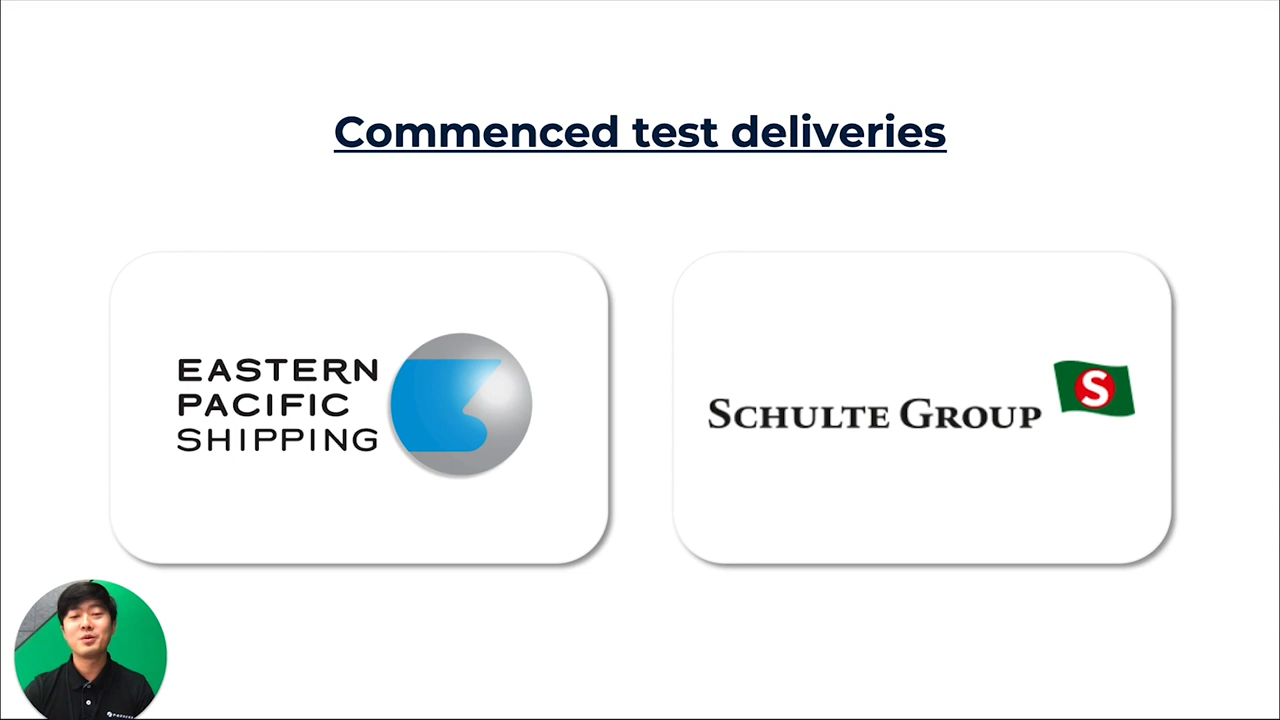 Commenced test deliveries
EASTERN
PACIFIC
SHIPPING
SCHULTE GROUP
S